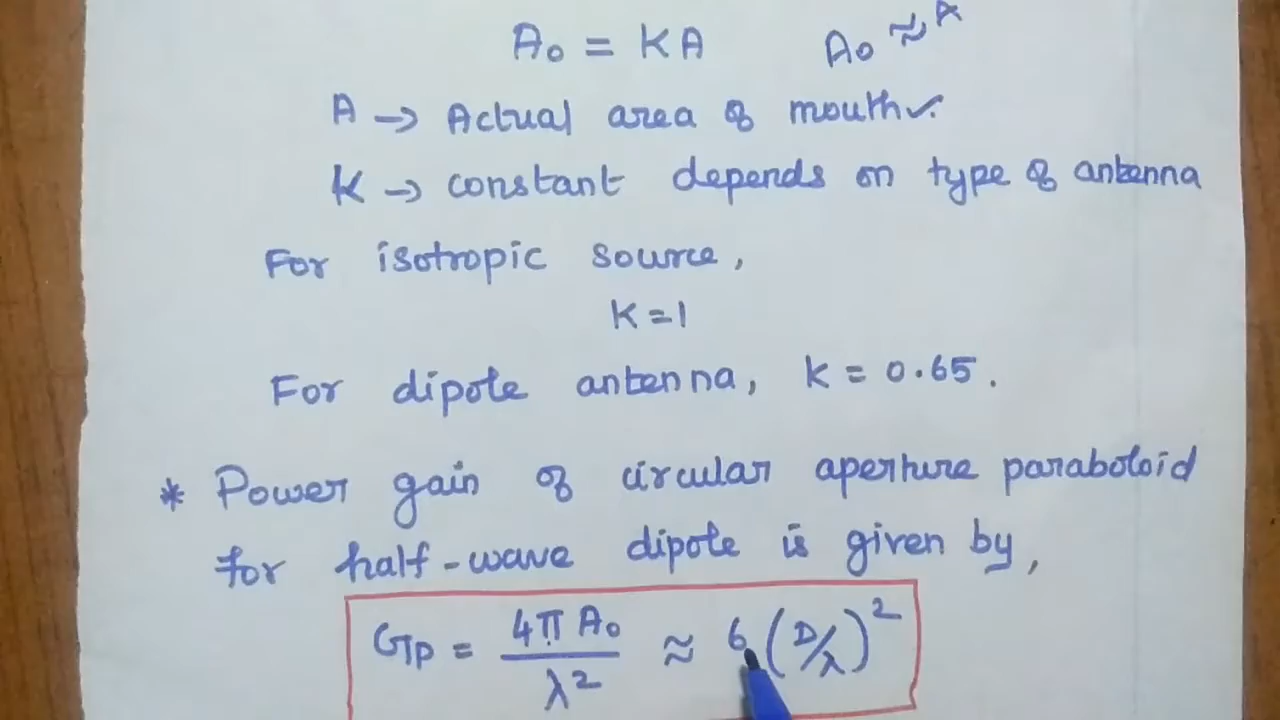 A₀ = KA A₀ ≈ A
A → Actual area of mouth✓.
K → constant depends on type of antenna
For isotropic source,
K = 1
For dipole antenna, K = 0.65.
* Power gain of circular aperture paraboloid
for half-wave dipole is given by,
Gp = 4π A₀ / λ² ≈ 6 (D/λ)²